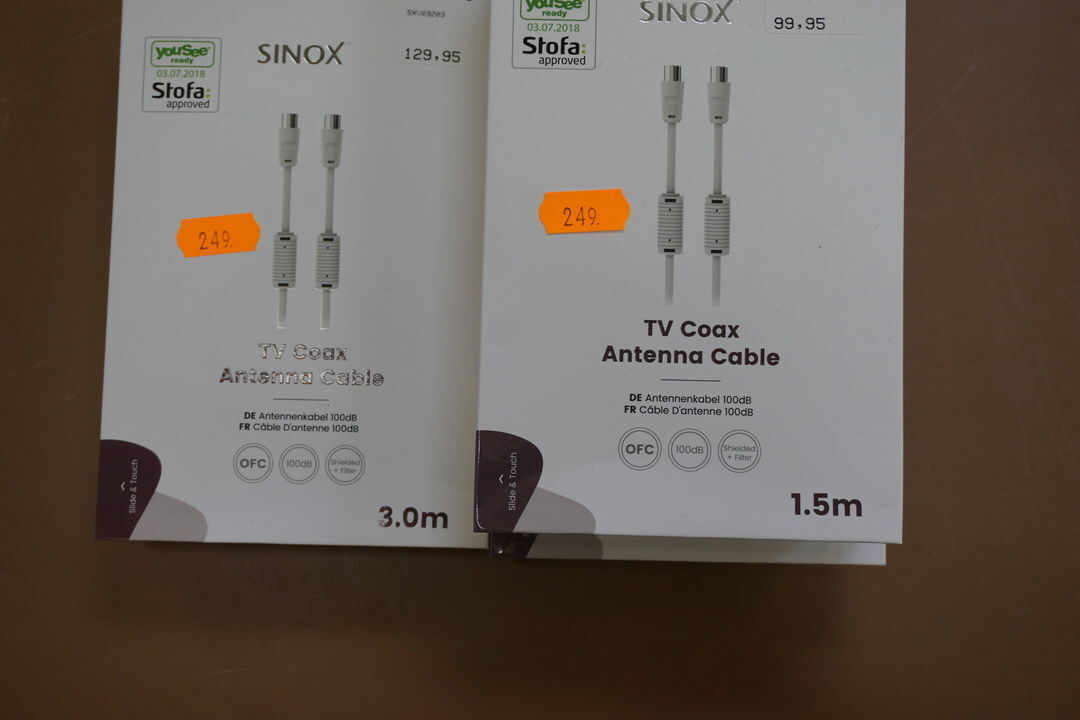 SXV09203
youSee
ready
03.07.2018
Stofa:
approved
SINOX
129,95
249.
TV Coax
Antenna Cable
DE Antennenkabel 100dB
FR Câble D'antenne 100dB
OFC
100dB
Shielded
+ Filter
Slide & Touch
3.0m
youSee
ready
03.07.2018
Stofa:
approved
SINOX
99,95
249.
TV Coax
Antenna Cable
DE Antennenkabel 100dB
FR Câble D'antenne 100dB
OFC
100dB
Shielded
+ Filter
Slide & Touch
1.5m